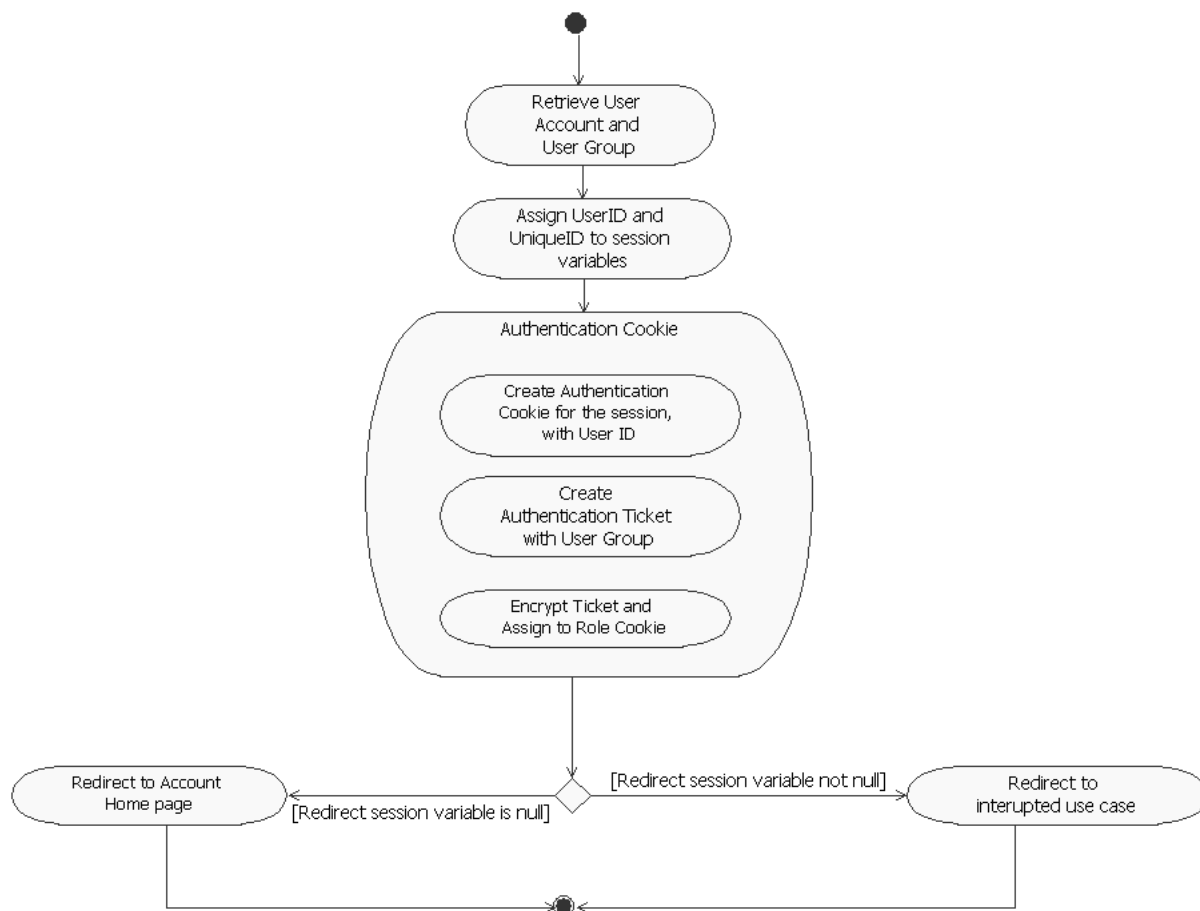 Retrieve User
Account and
User Group
Assign UserID and
UniqueID to session
variables
Authentication Cookie
Create Authentication
Cookie for the session,
with User ID
Create
Authentication Ticket
with User Group
Encrypt Ticket and
Assign to Role Cookie
Redirect to Account
Home page
[Redirect session variable is null]
[Redirect session variable not null]
Redirect to
interupted use case